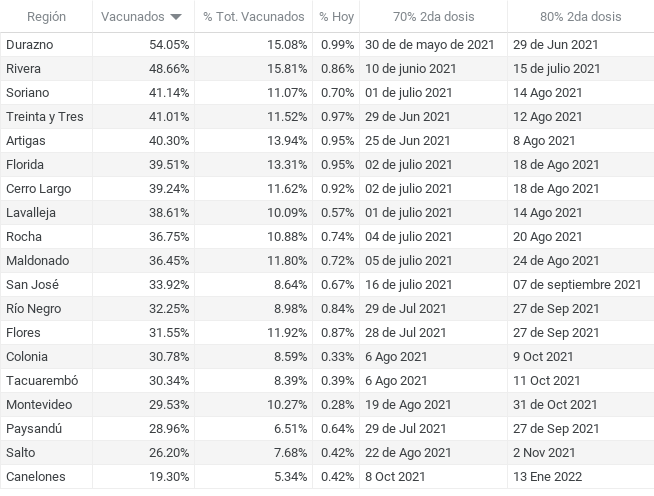 Región Vacunados % Tot. Vacunados % Hoy 70% 2da dosis 80% 2da dosis
Durazno 54.05% 15.08% 0.99% 30 de de mayo de 2021 29 de Jun 2021
Rivera 48.66% 15.81% 0.86% 10 de junio 2021 15 de julio 2021
Soriano 41.14% 11.07% 0.70% 01 de julio 2021 14 Ago 2021
Treinta y Tres 41.01% 11.52% 0.97% 29 de Jun 2021 12 Ago 2021
Artigas 40.30% 13.94% 0.95% 25 de Jun 2021 8 Ago 2021
Florida 39.51% 13.31% 0.95% 02 de julio 2021 18 de Ago 2021
Cerro Largo 39.24% 11.62% 0.92% 02 de julio 2021 18 de Ago 2021
Lavalleja 38.61% 10.09% 0.57% 01 de julio 2021 14 Ago 2021
Rocha 36.75% 10.88% 0.74% 04 de julio 2021 20 Ago 2021
Maldonado 36.45% 11.80% 0.72% 05 de julio 2021 24 de Ago 2021
San José 33.92% 8.64% 0.67% 16 de julio 2021 07 de septiembre 2021
Río Negro 32.25% 8.98% 0.84% 29 de Jul 2021 27 de Sep 2021
Flores 31.55% 11.92% 0.87% 28 de Jul 2021 27 de Sep 2021
Colonia 30.78% 8.59% 0.33% 6 Ago 2021 9 Oct 2021
Tacuarembó 30.34% 8.39% 0.39% 6 Ago 2021 11 Oct 2021
Montevideo 29.53% 10.27% 0.28% 19 de Ago 2021 31 de Oct 2021
Paysandú 28.96% 6.51% 0.64% 29 de Jul 2021 27 de Sep 2021
Salto 26.20% 7.68% 0.42% 22 de Ago 2021 2 Nov 2021
Canelones 19.30% 5.34% 0.42% 8 Oct 2021 13 Ene 2022